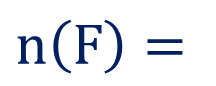 n(F) =